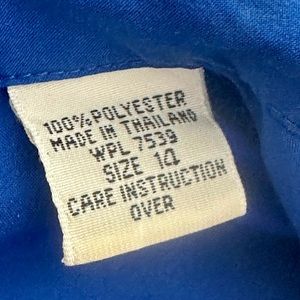 100% POLYESTER
MADE IN THAILAND
WPL 7539
SIZE 14
CARE INSTRUCTION
OVER